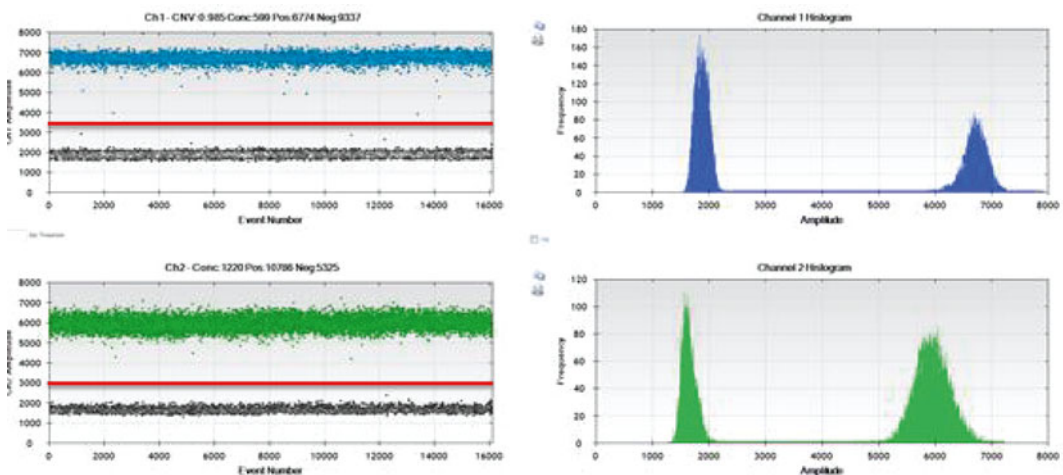 Ch1 - CNV:0.985 Conc:599 Pos:6774 Neg:9337
8000
7000
6000
5000
4000
3000
2000
1000
0
0 2000 4000 6000 8000 10000 12000 14000 16000
Event Number
Channel 1 Histogram
Frequency
180
160
140
120
100
80
60
40
20
0
0 1000 2000 3000 4000 5000 6000 7000 8000
Amplitude
Ch2 - Conc:1220 Pos:10786 Neg:5325
8000
7000
6000
5000
4000
3000
2000
1000
0
0 2000 4000 6000 8000 10000 12000 14000 16000
Event Number
Channel 2 Histogram
Frequency
120
100
80
60
40
20
0
0 1000 2000 3000 4000 5000 6000 7000 8000
Amplitude